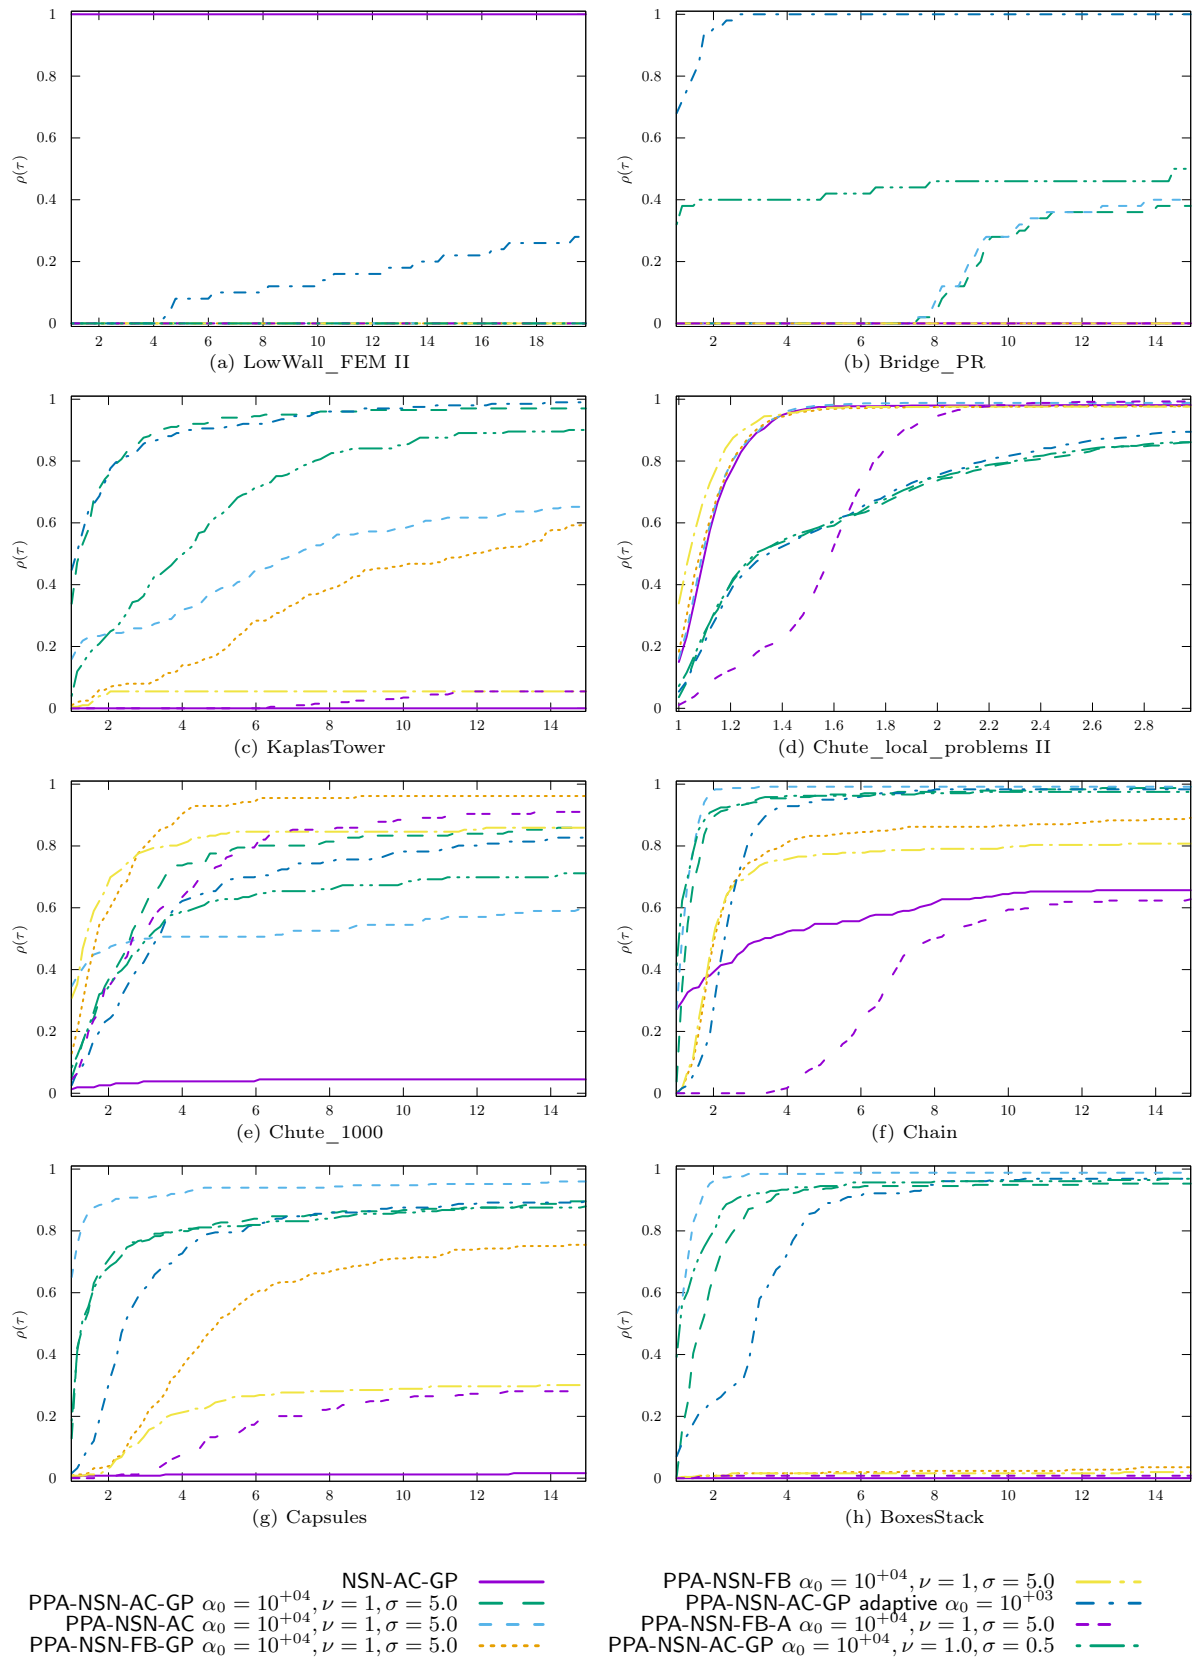 0
0.2
0.4
0.6
0.8
1
2 4 6 8 10 12 14 16 18
ρ(τ)
(a) LowWall_FEM II
0
0.2
0.4
0.6
0.8
1
2 4 6 8 10 12 14
ρ(τ)
(b) Bridge_PR
0
0.2
0.4
0.6
0.8
1
2 4 6 8 10 12 14
ρ(τ)
(c) KaplasTower
0
0.2
0.4
0.6
0.8
1
1 1.2 1.4 1.6 1.8 2 2.2 2.4 2.6 2.8
ρ(τ)
(d) Chute_local_problems II
0
0.2
0.4
0.6
0.8
1
2 4 6 8 10 12 14
ρ(τ)
(e) Chute_1000
0
0.2
0.4
0.6
0.8
1
2 4 6 8 10 12 14
ρ(τ)
(f) Chain
0
0.2
0.4
0.6
0.8
1
2 4 6 8 10 12 14
ρ(τ)
(g) Capsules
0
0.2
0.4
0.6
0.8
1
2 4 6 8 10 12 14
ρ(τ)
(h) BoxesStack
NSN-AC-GP
PPA-NSN-AC-GP α₀ = 10⁺⁰⁴, ν = 1, σ = 5.0
PPA-NSN-AC α₀ = 10⁺⁰⁴, ν = 1, σ = 5.0
PPA-NSN-FB-GP α₀ = 10⁺⁰⁴, ν = 1, σ = 5.0
PPA-NSN-FB α₀ = 10⁺⁰⁴, ν = 1, σ = 5.0
PPA-NSN-AC-GP adaptive α₀ = 10⁺⁰³
PPA-NSN-FB-A α₀ = 10⁺⁰⁴, ν = 1, σ = 5.0
PPA-NSN-AC-GP α₀ = 10⁺⁰⁴, ν = 1.0, σ = 0.5